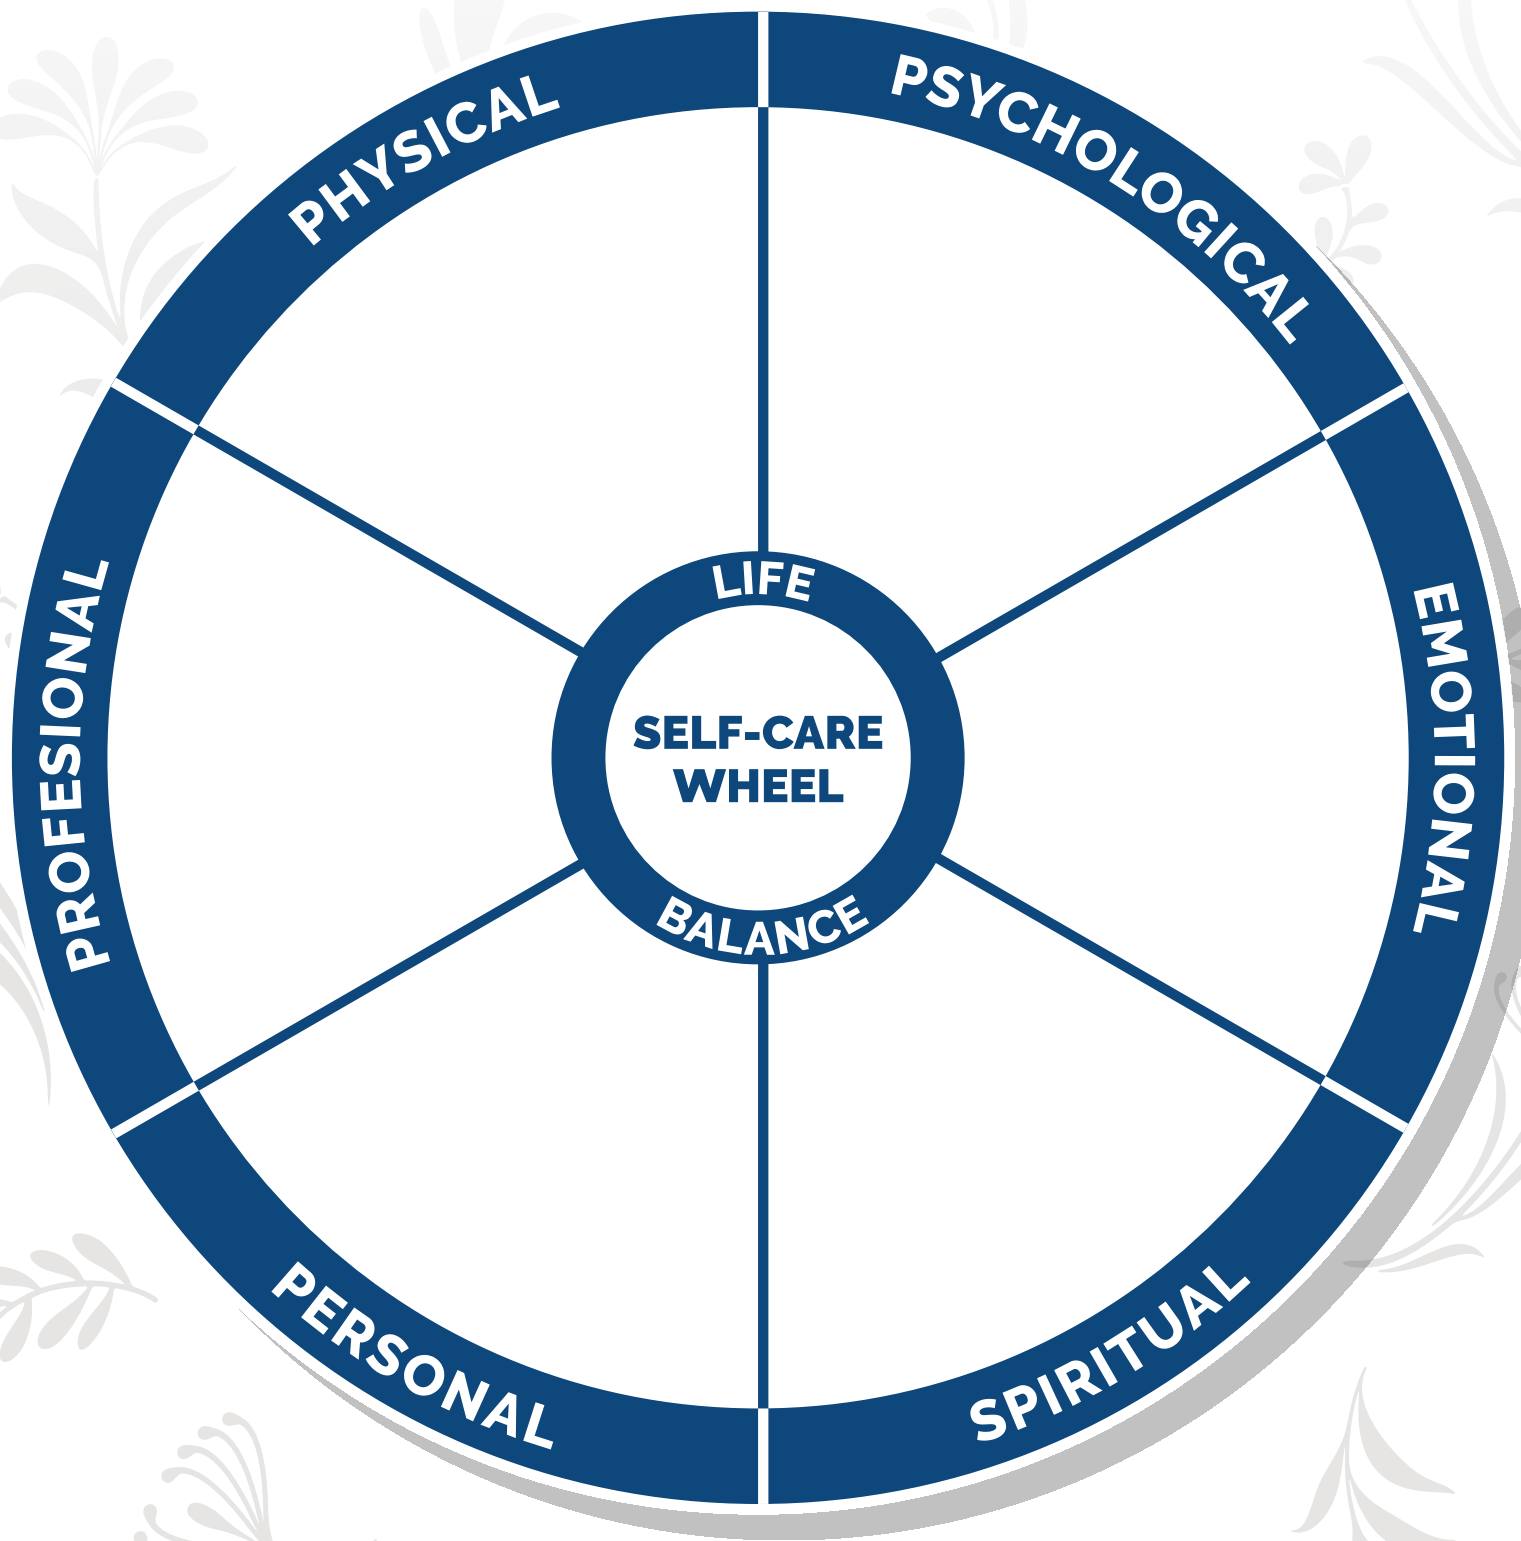 PHYSICAL
PSYCHOLOGICAL
EMOTIONAL
SPIRITUAL
PERSONAL
PROFESIONAL
LIFE
SELF-CARE
WHEEL
BALANCE